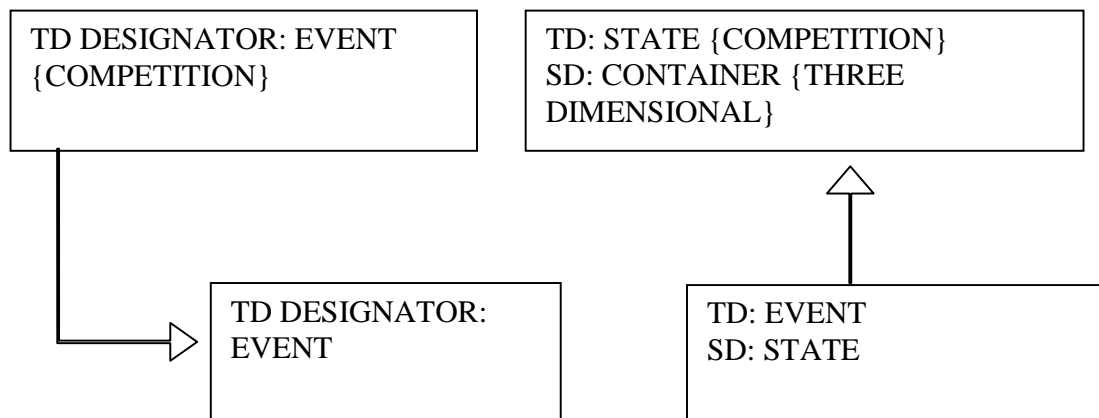 TD DESIGNATOR: EVENT
{COMPETITION}
TD: STATE {COMPETITION}
SD: CONTAINER {THREE
DIMENSIONAL}
TD DESIGNATOR:
EVENT
TD: EVENT
SD: STATE